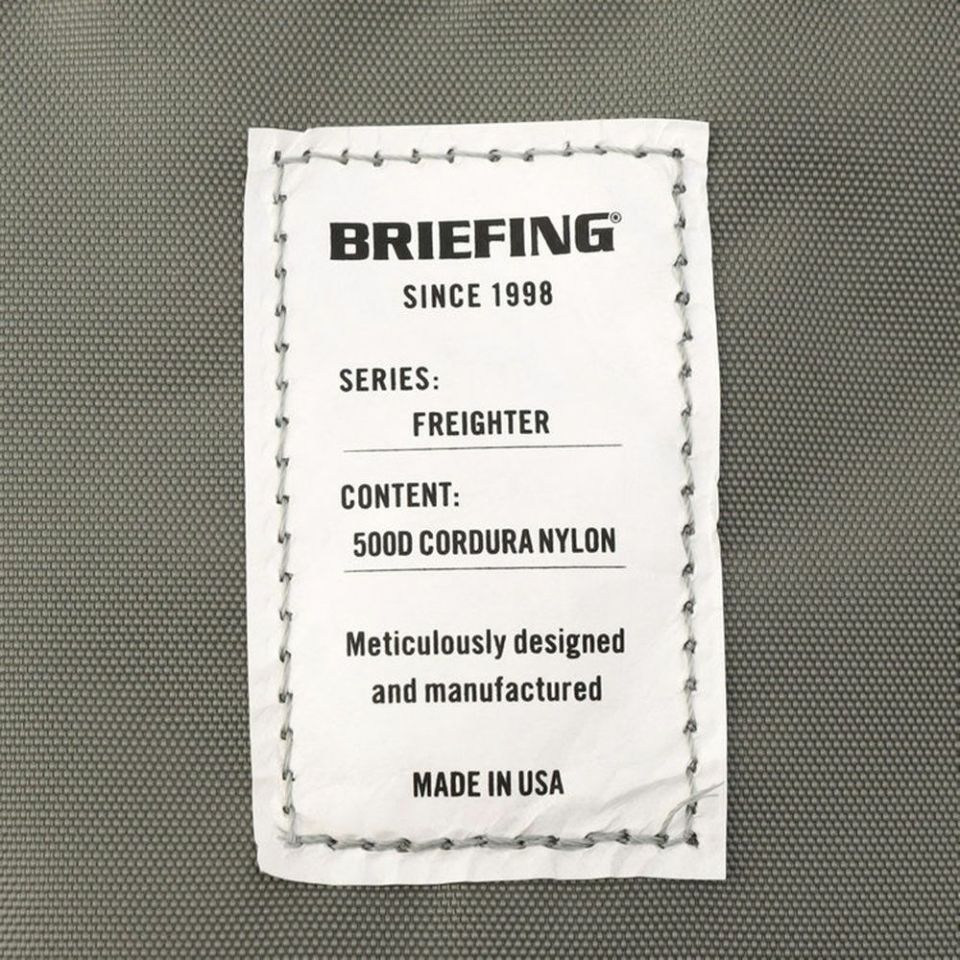 BRIEFING®
SINCE 1998
SERIES:
FREIGHTER
CONTENT:
500D CORDURA NYLON
Meticulously designed
and manufactured
MADE IN USA